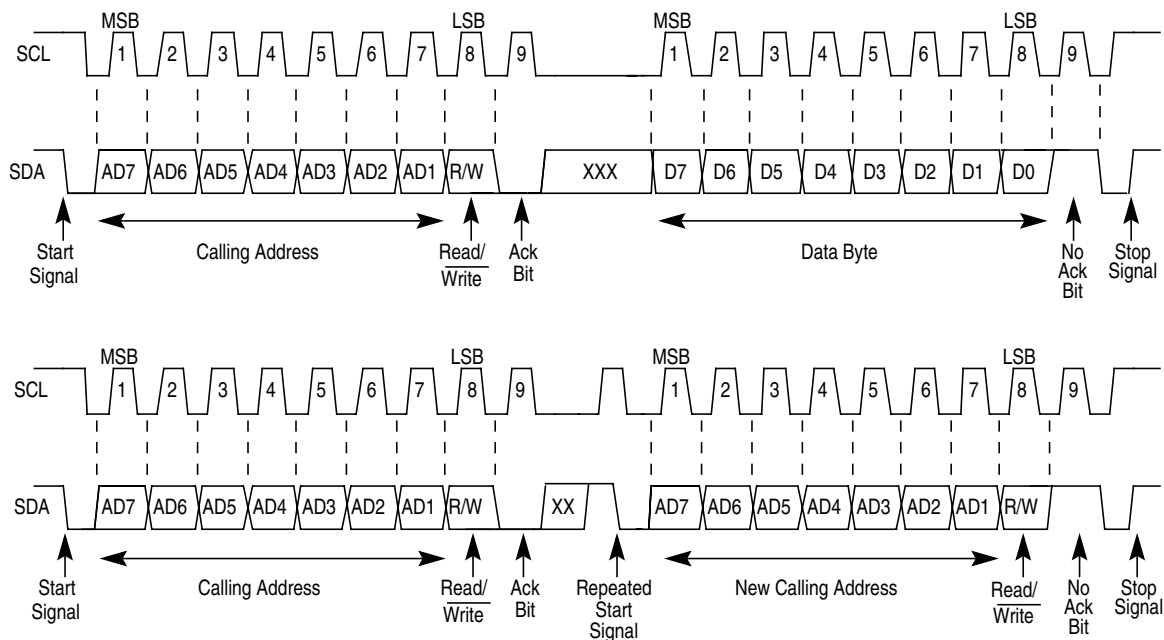 MSB LSB MSB LSB
SCL 1 2 3 4 5 6 7 8 9 1 2 3 4 5 6 7 8 9
SDA AD7 AD6 AD5 AD4 AD3 AD2 AD1 R/W XXX D7 D6 D5 D4 D3 D2 D1 D0
Start Signal
Calling Address
Read/ Write
Ack Bit
Data Byte
No Ack Bit
Stop Signal
MSB LSB MSB LSB
SCL 1 2 3 4 5 6 7 8 9 1 2 3 4 5 6 7 8 9
SDA AD7 AD6 AD5 AD4 AD3 AD2 AD1 R/W XX AD7 AD6 AD5 AD4 AD3 AD2 AD1 R/W
Start Signal
Calling Address
Read/ Write
Ack Bit
Repeated Start Signal
New Calling Address
Read/ Write
No Ack Bit
Stop Signal